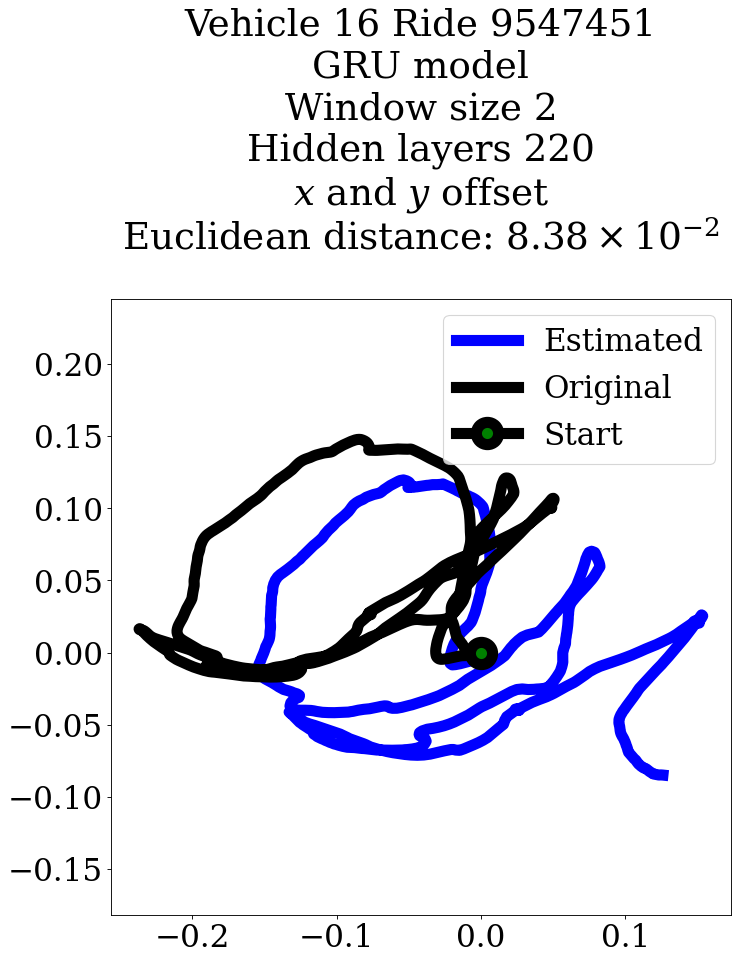 Vehicle 16 Ride 9547451
GRU model
Window size 2
Hidden layers 220
x and y offset
Euclidean distance: 8.38 × 10⁻²
Estimated
Original
Start
0.20
0.15
0.10
0.05
0.00
−0.05
−0.10
−0.15
−0.2 −0.1 0.0 0.1